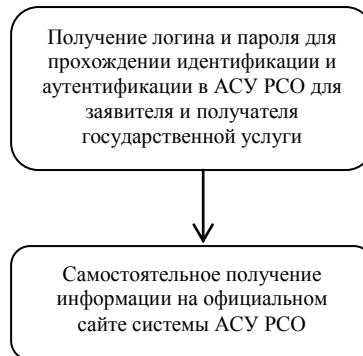 Получение логина и пароля для
прохождении идентификации и
аутентификации в АСУ РСО для
заявителя и получателя
государственной услуги
Самостоятельное получение
информации на официальном
сайте системы АСУ РСО